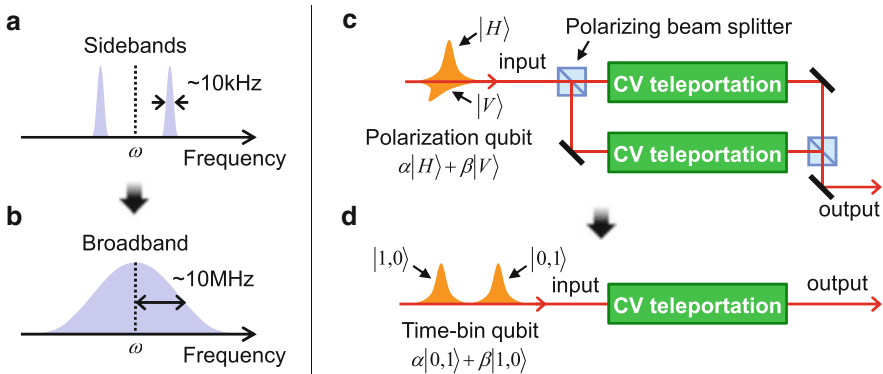 a
Sidebands
~10kHz
ω
Frequency
b
Broadband
~10MHz
ω
Frequency
c
|H⟩
Polarizing beam splitter
input
CV teleportation
|V⟩
Polarization qubit
α|H⟩+β|V⟩
CV teleportation
output
d
|1,0⟩
|0,1⟩
input
CV teleportation
output
Time-bin qubit
α|0,1⟩+β|1,0⟩